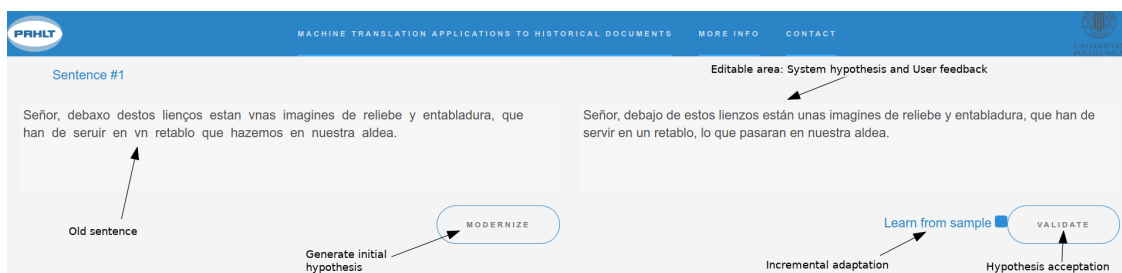 PRHLT
MACHINE TRANSLATION APPLICATIONS TO HISTORICAL DOCUMENTS MORE INFO CONTACT
UNIVERSITAT
POLITÈCNICA
Sentence #1
Editable area: System hypothesis and User feedback
Señor, debaxo destos lienços estan vnas imagines de reliebe y entabladura, que
han de seruir en vn retablo que hazemos en nuestra aldea.
Señor, debajo de estos lienzos están unas imagines de reliebe y entabladura, que han de
servir en un retablo, lo que pasaran en nuestra aldea.
Old sentence
MODERNIZE
Generate initial
hypothesis
Learn from sample
VALIDATE
Incremental adaptation
Hypothesis acceptation